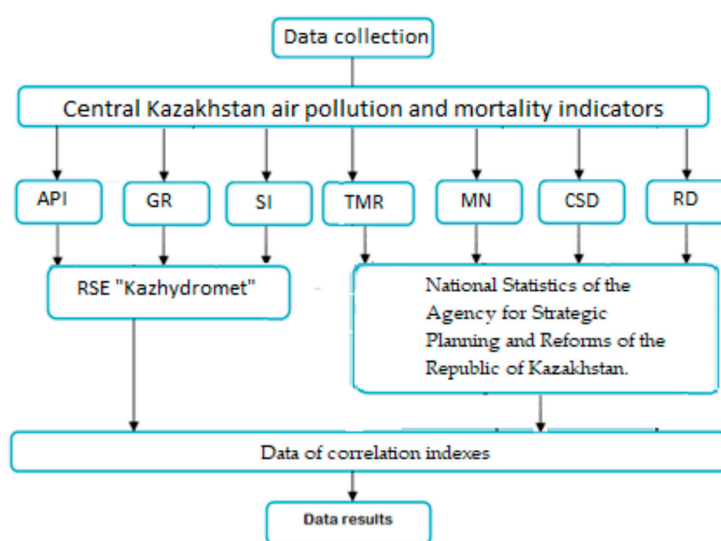 Data collection
Central Kazakhstan air pollution and mortality indicators
API
GR
SI
TMR
MN
CSD
RD
RSE "Kazhydromet"
National Statistics of the
Agency for Strategic
Planning and Reforms of the
Republic of Kazakhstan.
Data of correlation indexes
Data results